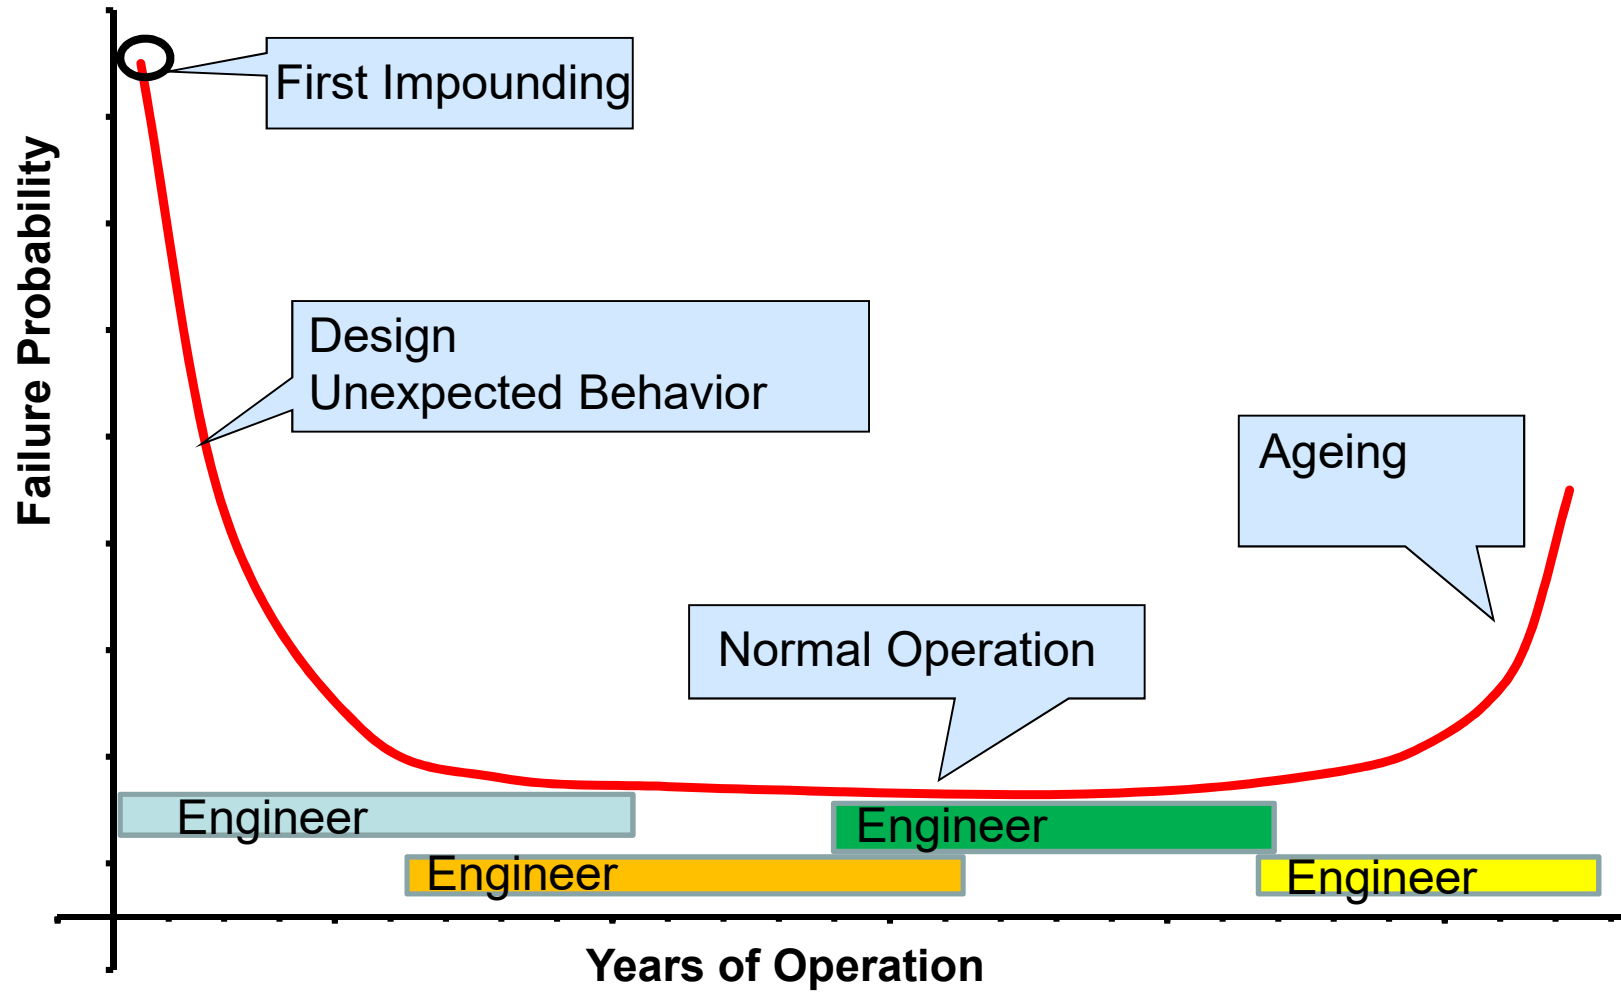 First Impounding
Failure Probability
Design
Unexpected Behavior
Ageing
Normal Operation
Engineer
Engineer
Engineer
Engineer
Years of Operation